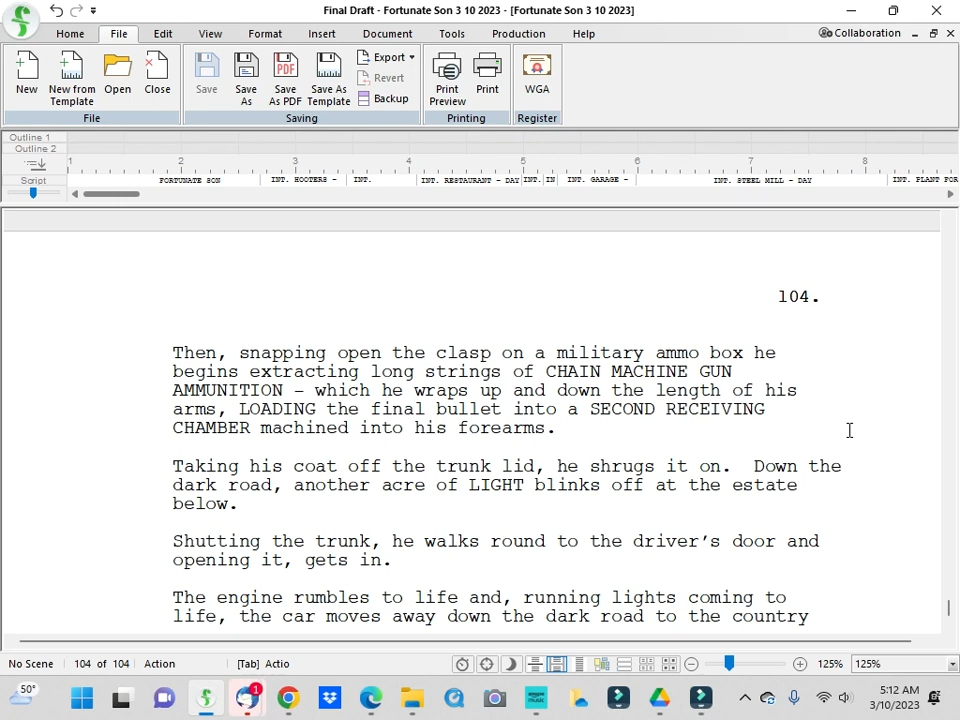 Final Draft - Fortunate Son 3 10 2023 - [Fortunate Son 3 10 2023]
Home File Edit View Format Insert Document Tools Production Help Collaboration
New New from Template Open Close Save Save As Save As PDF Save As Template Export Revert Backup Print Preview Print WGA
File Saving Printing Register
Outline 1
Outline 2
1 2 3 4 5 6 7 8
Script
FORTUNATE SON INT. HOOTERS - INT. INT. RESTAURANT - DAY INT. IN INT. GARAGE - INT. STEEL MILL - DAY INT. PLANT FOR
104.
Then, snapping open the clasp on a military ammo box he
begins extracting long strings of CHAIN MACHINE GUN
AMMUNITION – which he wraps up and down the length of his
arms, LOADING the final bullet into a SECOND RECEIVING
CHAMBER machined into his forearms.
Taking his coat off the trunk lid, he shrugs it on.  Down the
dark road, another acre of LIGHT blinks off at the estate
below.
Shutting the trunk, he walks round to the driver’s door and
opening it, gets in.
The engine rumbles to life and, running lights coming to
life, the car moves away down the dark road to the country
No Scene 104 of 104 Action [Tab] Actio 125% 125%
50° 1 5:12 AM
3/10/2023